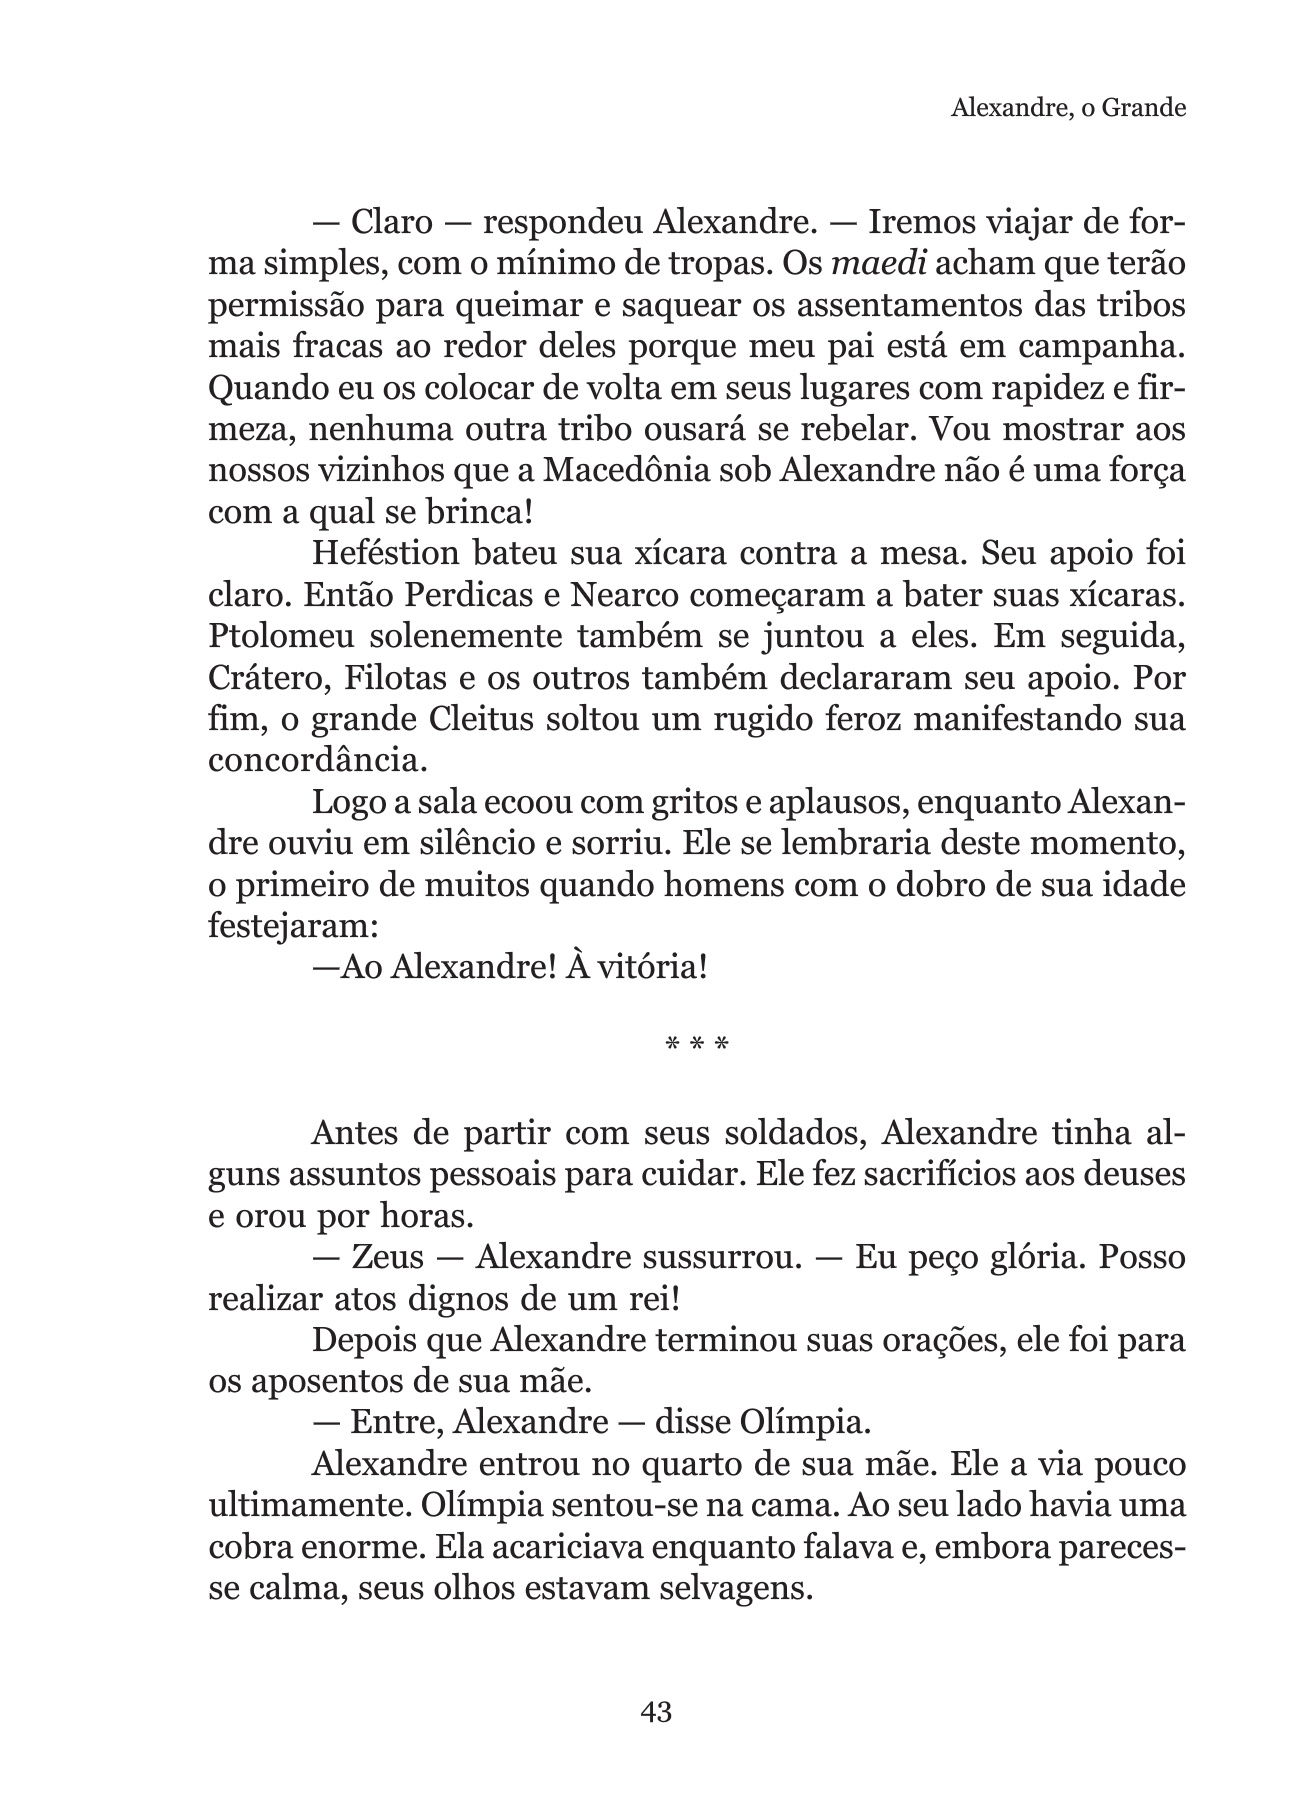 Alexandre, o Grande
— Claro — respondeu Alexandre. — Iremos viajar de for-
ma simples, com o mínimo de tropas. Os maedi acham que terão
permissão para queimar e saquear os assentamentos das tribos
mais fracas ao redor deles porque meu pai está em campanha.
Quando eu os colocar de volta em seus lugares com rapidez e fir-
meza, nenhuma outra tribo ousará se rebelar. Vou mostrar aos
nossos vizinhos que a Macedônia sob Alexandre não é uma força
com a qual se brinca!
Heféstion bateu sua xícara contra a mesa. Seu apoio foi
claro. Então Perdicas e Nearco começaram a bater suas xícaras.
Ptolomeu solenemente também se juntou a eles. Em seguida,
Crátero, Filotas e os outros também declararam seu apoio. Por
fim, o grande Cleitus soltou um rugido feroz manifestando sua
concordância.
Logo a sala ecoou com gritos e aplausos, enquanto Alexan-
dre ouviu em silêncio e sorriu. Ele se lembraria deste momento,
o primeiro de muitos quando homens com o dobro de sua idade
festejaram:
—Ao Alexandre! À vitória!
* * *
Antes de partir com seus soldados, Alexandre tinha al-
guns assuntos pessoais para cuidar. Ele fez sacrifícios aos deuses
e orou por horas.
— Zeus — Alexandre sussurrou. — Eu peço glória. Posso
realizar atos dignos de um rei!
Depois que Alexandre terminou suas orações, ele foi para
os aposentos de sua mãe.
— Entre, Alexandre — disse Olímpia.
Alexandre entrou no quarto de sua mãe. Ele a via pouco
ultimamente. Olímpia sentou-se na cama. Ao seu lado havia uma
cobra enorme. Ela acariciava enquanto falava e, embora pareces-
se calma, seus olhos estavam selvagens.
43